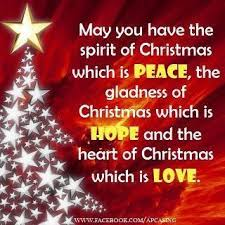 May you have the
spirit of Christmas
which is PEACE, the
gladness of
Christmas which is
HOPE and the
heart of Christmas
which is LOVE.
WWW.FACEBOOK.COM/APCARING